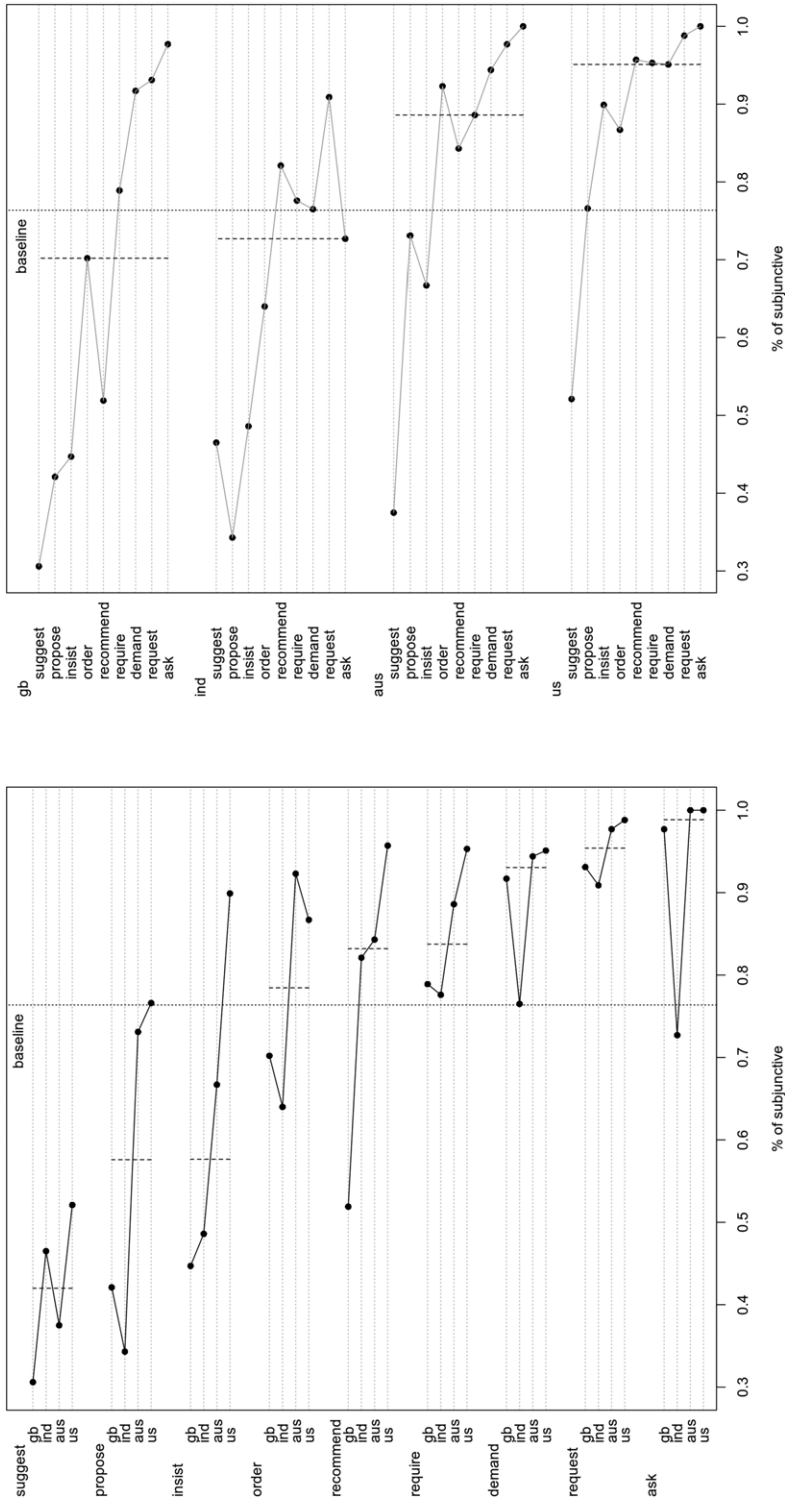 suggest
gb
ind
aus
us
propose
gb
ind
aus
us
insist
gb
ind
aus
us
order
gb
ind
aus
us
recommend
gb
ind
aus
us
require
gb
ind
aus
us
demand
gb
ind
aus
us
request
gb
ind
aus
us
ask
gb
ind
aus
us
baseline
0.3 0.4 0.5 0.6 0.7 0.8 0.9 1.0
% of subjunctive
gb
suggest
propose
insist
order
recommend
require
demand
request
ask
ind
suggest
propose
insist
order
recommend
require
demand
request
ask
aus
suggest
propose
insist
order
recommend
require
demand
request
ask
us
suggest
propose
insist
order
recommend
require
demand
request
ask
baseline
0.3 0.4 0.5 0.6 0.7 0.8 0.9 1.0
% of subjunctive